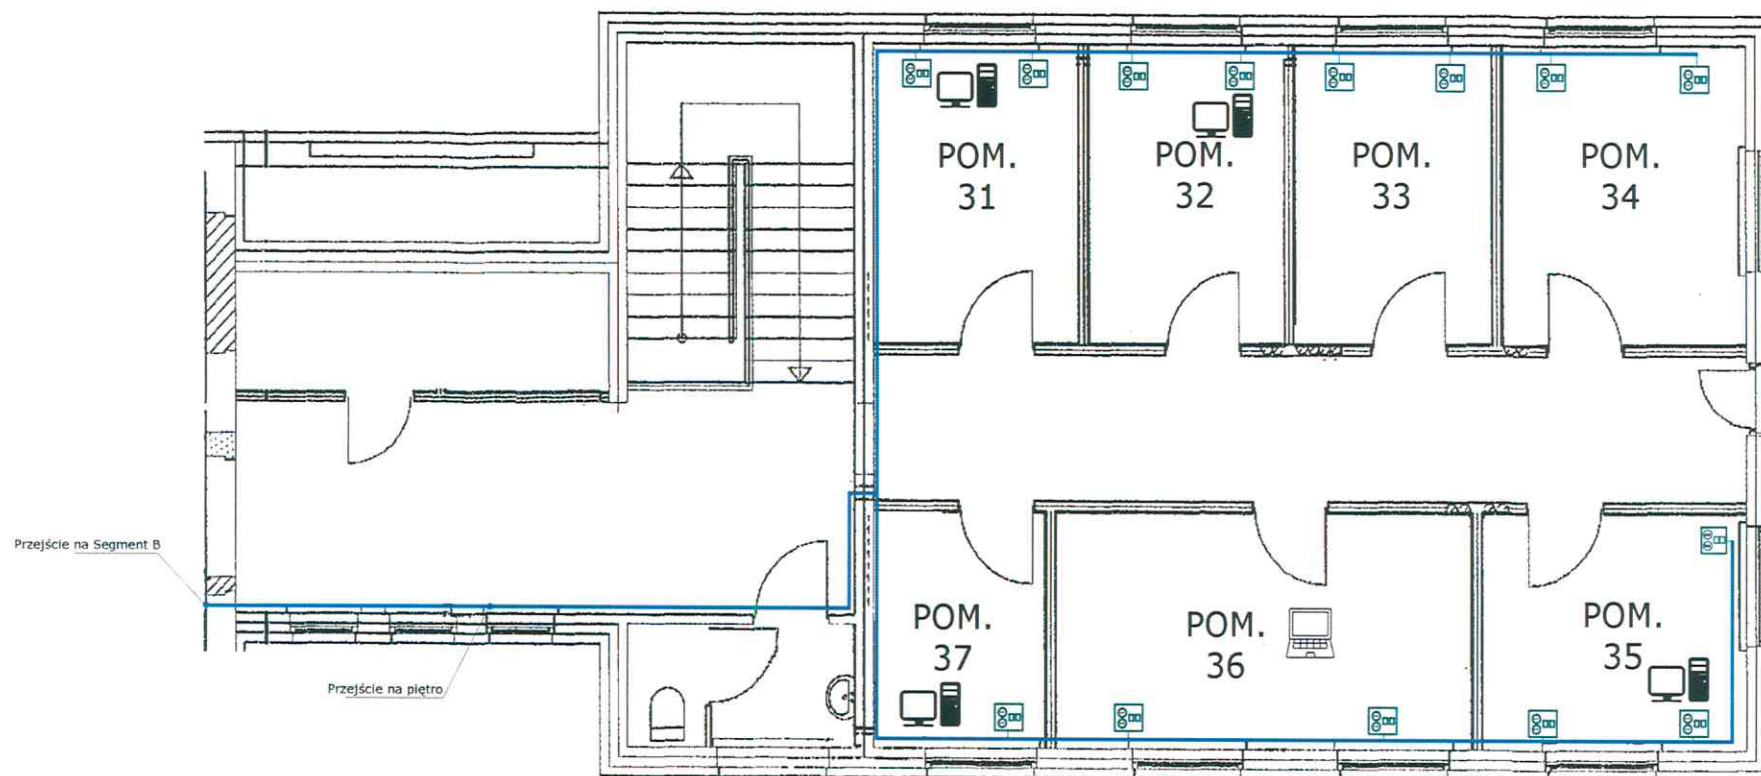 POM.
31
POM.
32
POM.
33
POM.
34
Przejście na Segment B
Przejście na piętro
POM.
37
POM.
36
POM.
35